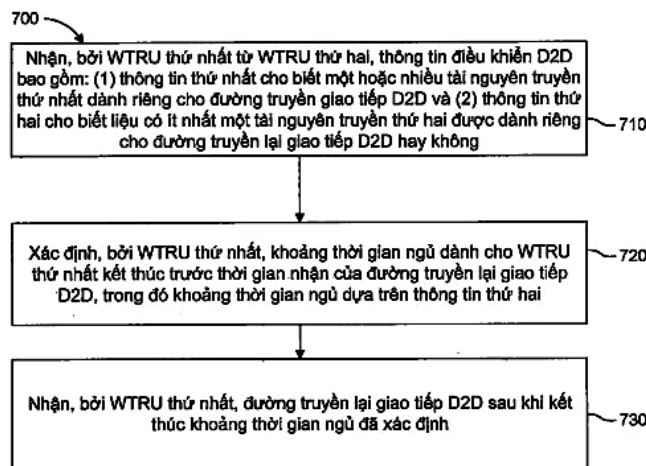 700
Nhận, bởi WTRU thứ nhất từ WTRU thứ hai, thông tin điều khiển D2D
bao gồm: (1) thông tin thứ nhất cho biết một hoặc nhiều tài nguyên truyền
thứ nhất dành riêng cho đường truyền giao tiếp D2D và (2) thông tin thứ
hai cho biết liệu có ít nhất một tài nguyên truyền thứ hai được dành riêng
cho đường truyền lại giao tiếp D2D hay không
710
Xác định, bởi WTRU thứ nhất, khoảng thời gian ngủ dành cho WTRU
thứ nhất kết thúc trước thời gian nhận của đường truyền lại giao tiếp
D2D, trong đó khoảng thời gian ngủ dựa trên thông tin thứ hai
720
Nhận, bởi WTRU thứ nhất, đường truyền lại giao tiếp D2D sau khi kết
thúc khoảng thời gian ngủ đã xác định
730